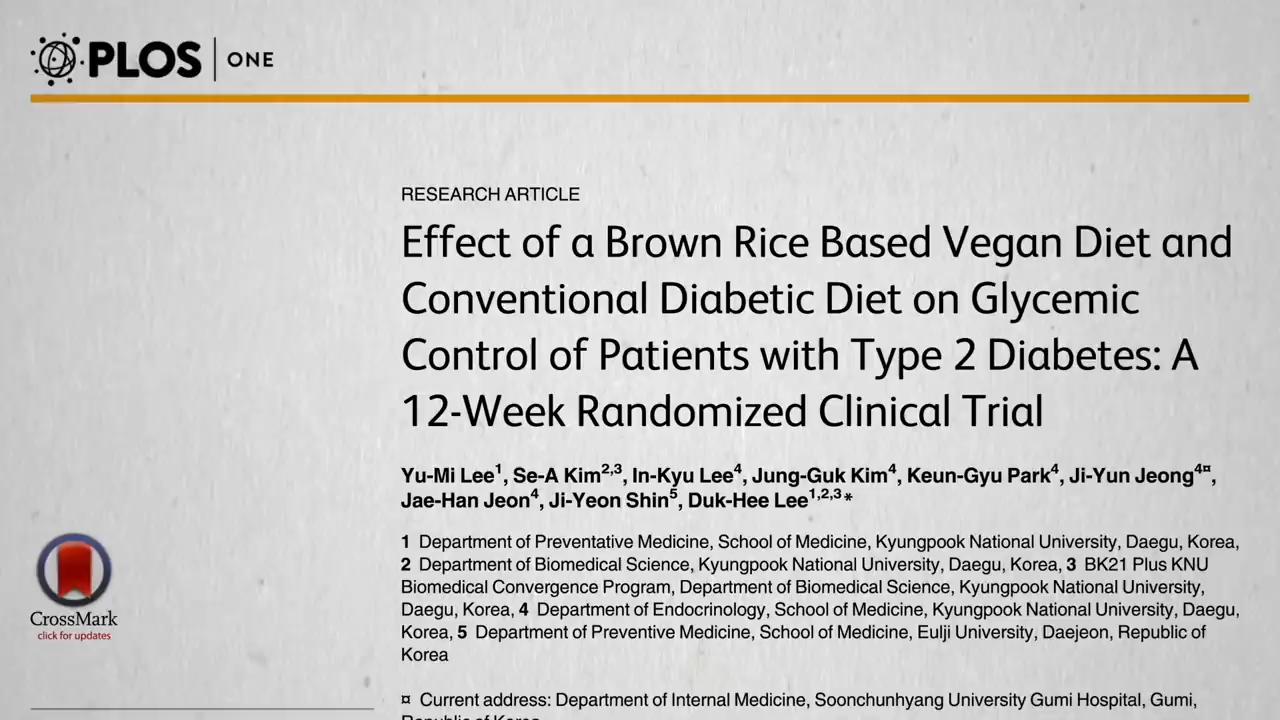 PLOS ONE
RESEARCH ARTICLE
Effect of a Brown Rice Based Vegan Diet and
Conventional Diabetic Diet on Glycemic
Control of Patients with Type 2 Diabetes: A
12-Week Randomized Clinical Trial
Yu-Mi Lee1, Se-A Kim2,3, In-Kyu Lee4, Jung-Guk Kim4, Keun-Gyu Park4, Ji-Yun Jeong4¤,
Jae-Han Jeon4, Ji-Yeon Shin5, Duk-Hee Lee1,2,3*
1 Department of Preventative Medicine, School of Medicine, Kyungpook National University, Daegu, Korea,
2 Department of Biomedical Science, Kyungpook National University, Daegu, Korea, 3 BK21 Plus KNU
Biomedical Convergence Program, Department of Biomedical Science, Kyungpook National University,
Daegu, Korea, 4 Department of Endocrinology, School of Medicine, Kyungpook National University, Daegu,
Korea, 5 Department of Preventive Medicine, School of Medicine, Eulji University, Daejeon, Republic of
Korea
CrossMark
click for updates
¤ Current address: Department of Internal Medicine, Soonchunhyang University Gumi Hospital, Gumi,
Republic of Korea